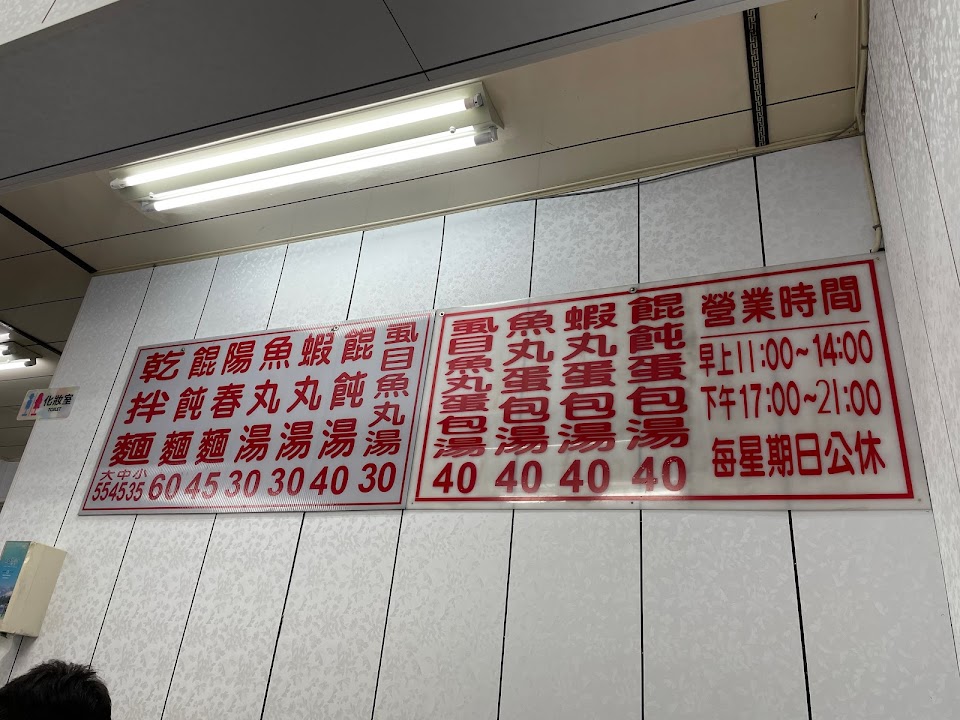 化妝室
TOILET
乾拌麵
大中小
554535
餛飩麵
60
陽春麵
45
魚丸湯
30
蝦丸湯
30
餛飩湯
40
虱目魚丸湯
30
虱目魚丸蛋包湯
40
魚丸蛋包湯
40
蝦丸蛋包湯
40
餛飩蛋包湯
40
營業時間
早上11:00~14:00
下午17:00~21:00
每星期日公休